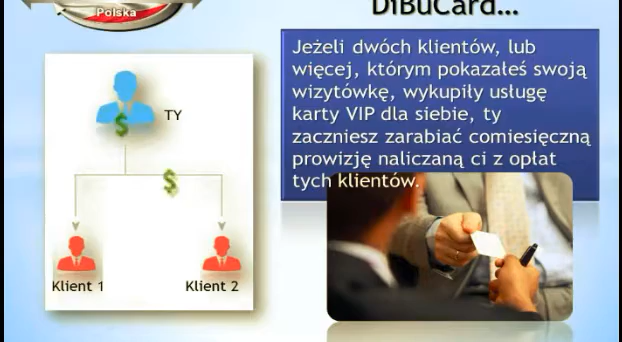 Polska
DiBuCard...
Jeżeli dwóch klientów, lub
więcej, którym pokazałeś swoją
wizytówkę, wykupiły usługę
karty VIP dla siebie, ty
zaczniesz zarabiać comiesięczną
prowizję naliczaną ci z opłat
tych klientów.
$
TY
$
Klient 1
Klient 2